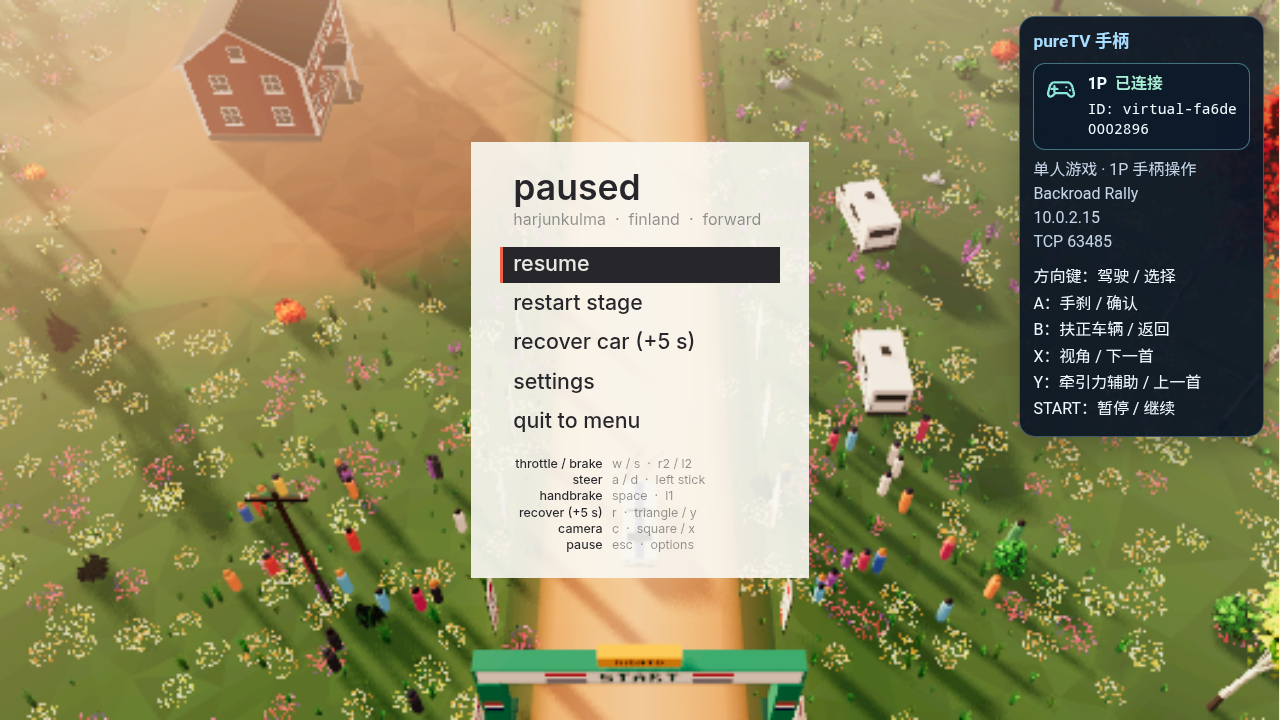 paused
harjunkulma · finland · forward
resume
restart stage
recover car (+5 s)
settings
quit to menu
throttle / brake w / s · r2 / l2
steer a / d · left stick
handbrake space · l1
recover (+5 s) r · triangle / y
camera c · square / x
pause esc · options
START
pureTV 手柄
1P 已连接
ID: virtual-fa6de
0002896
单人游戏 · 1P 手柄操作
Backroad Rally
10.0.2.15
TCP 63485
方向键：驾驶 / 选择
A：手刹 / 确认
B：扶正车辆 / 返回
X：视角 / 下一首
Y：牵引力辅助 / 上一首
START：暂停 / 继续